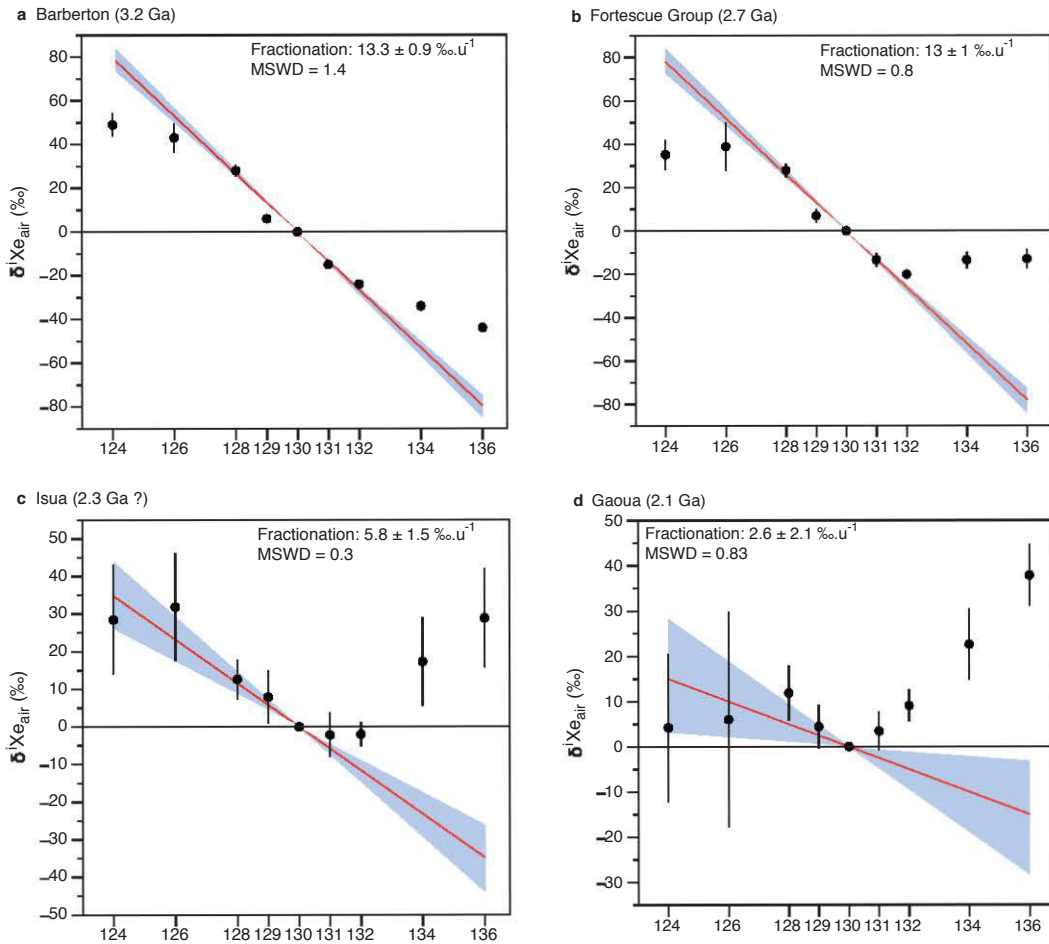 a Barberton (3.2 Ga)
Fractionation: 13.3 ± 0.9 ‰.u⁻¹
MSWD = 1.4
80
60
40
20
0
–20
–40
–60
–80
δⁱXe_air (‰)
124 126 128 129 130 131 132 134 136
b Fortescue Group (2.7 Ga)
Fractionation: 13 ± 1 ‰.u⁻¹
MSWD = 0.8
80
60
40
20
0
–20
–40
–60
–80
δⁱXe_air (‰)
124 126 128 129 130 131 132 134 136
c Isua (2.3 Ga ?)
Fractionation: 5.8 ± 1.5 ‰.u⁻¹
MSWD = 0.3
50
40
30
20
10
0
–10
–20
–30
–40
–50
δⁱXe_air (‰)
124 126 128 129 130 131 132 134 136
d Gaoua (2.1 Ga)
Fractionation: 2.6 ± 2.1 ‰.u⁻¹
MSWD = 0.83
50
40
30
20
10
0
–10
–20
–30
δⁱXe_air (‰)
124 126 128 129 130 131 132 134 136